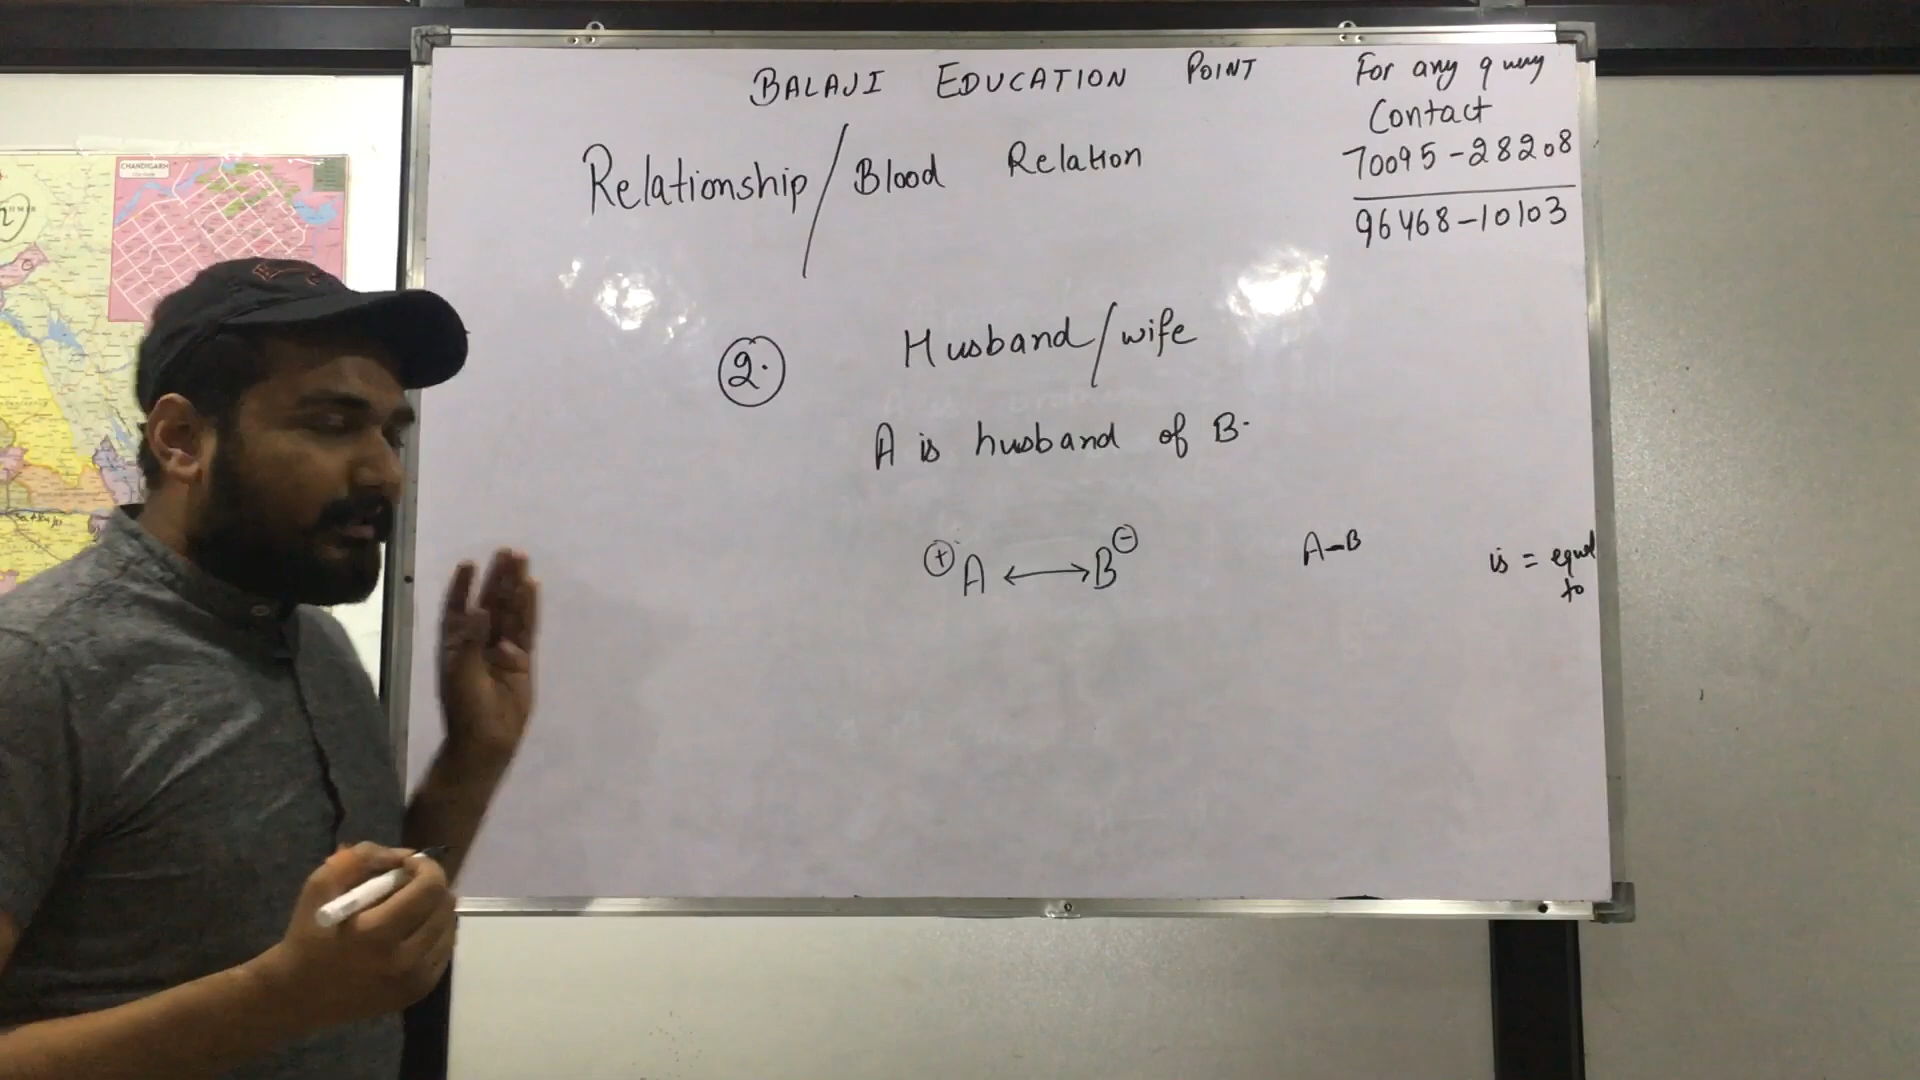 BALAJI EDUCATION POINT
For any query
Contact
70095-28208
96468-10103
Relationship/Blood Relation
2. Husband/wife
A is husband of B.
+A ↔ B-
A-B
is = equal
to
CHANDIGARH